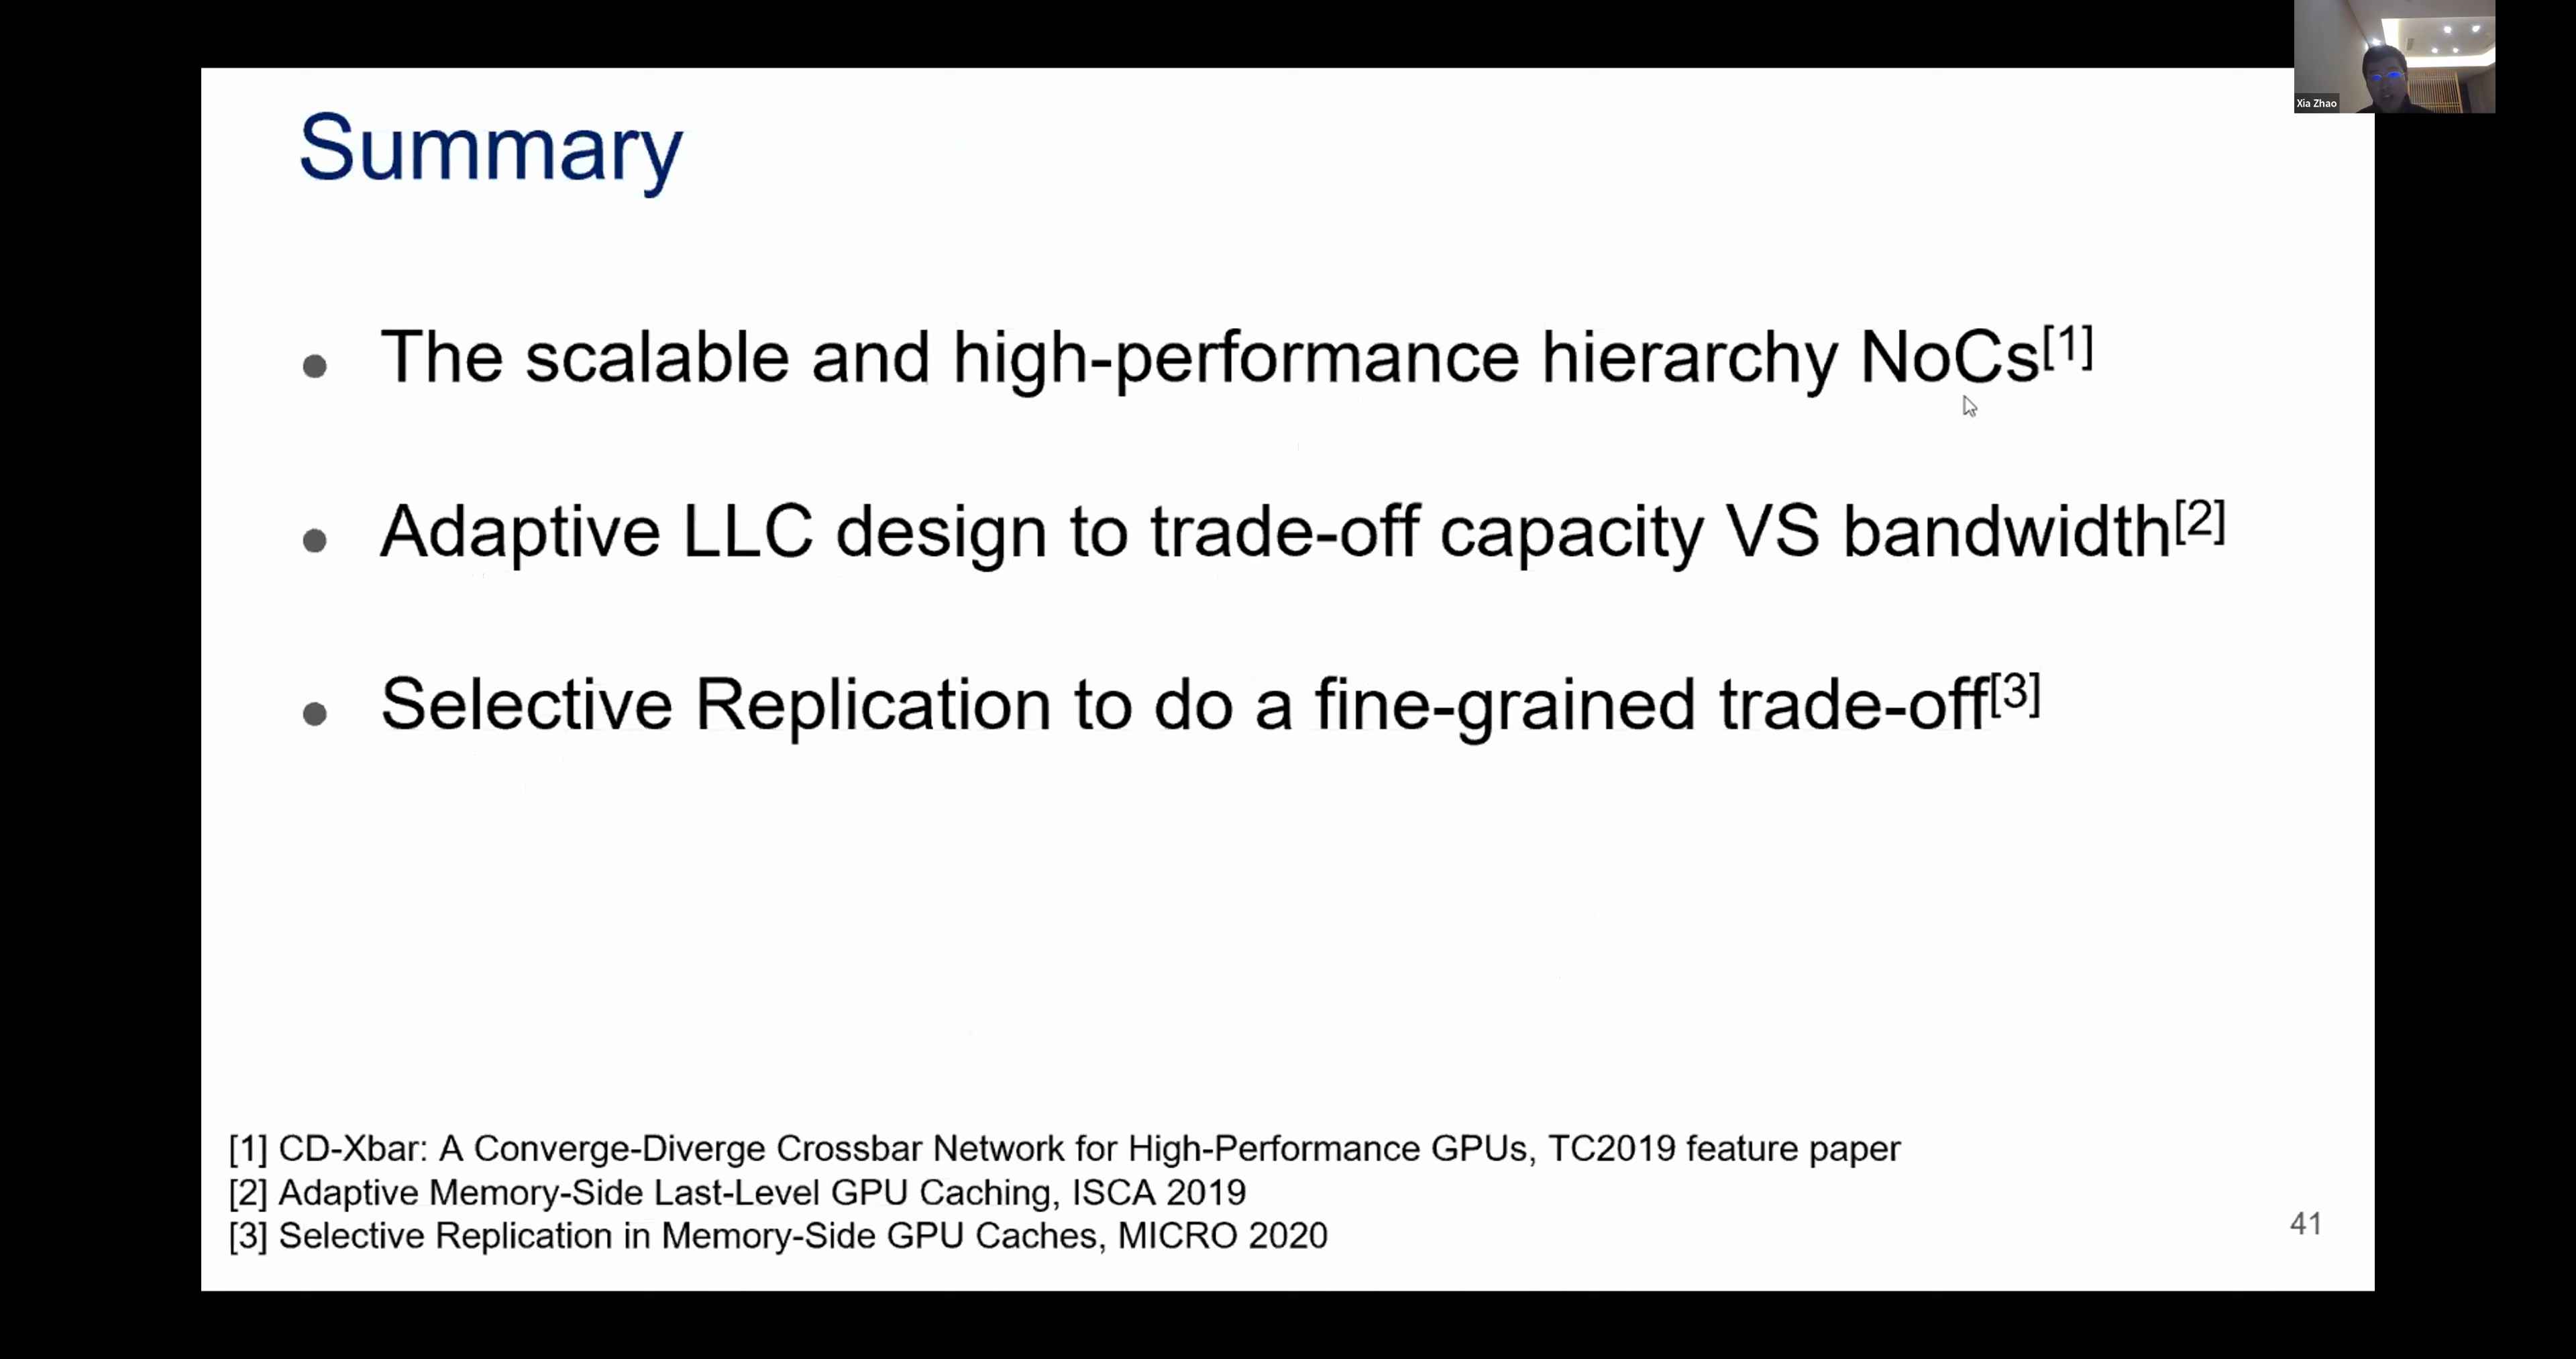 Xia Zhao
Summary
The scalable and high-performance hierarchy NoCs[1]
Adaptive LLC design to trade-off capacity VS bandwidth[2]
Selective Replication to do a fine-grained trade-off[3]
[1] CD-Xbar: A Converge-Diverge Crossbar Network for High-Performance GPUs, TC2019 feature paper
[2] Adaptive Memory-Side Last-Level GPU Caching, ISCA 2019
[3] Selective Replication in Memory-Side GPU Caches, MICRO 2020
41